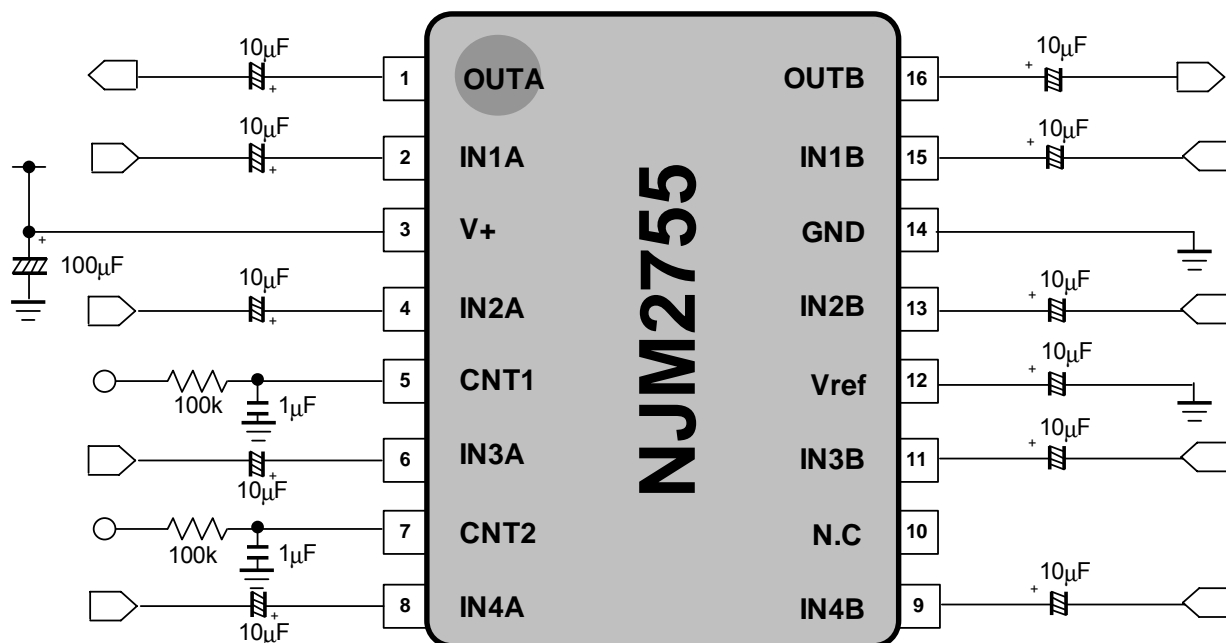 10µF
1
OUTA
OUTB
16
+
10µF
10µF
+
2
IN1A
IN1B
15
+
10µF
10µF
+
3
V+
GND
14
+
100µF
4
IN2A
IN2B
13
+
10µF
10µF
+
5
CNT1
Vref
12
+
10µF
100k
1µF
6
IN3A
IN3B
11
+
10µF
10µF
+
7
CNT2
N.C
10
100k
1µF
8
IN4A
IN4B
9
+
10µF
10µF
+
NJM2755